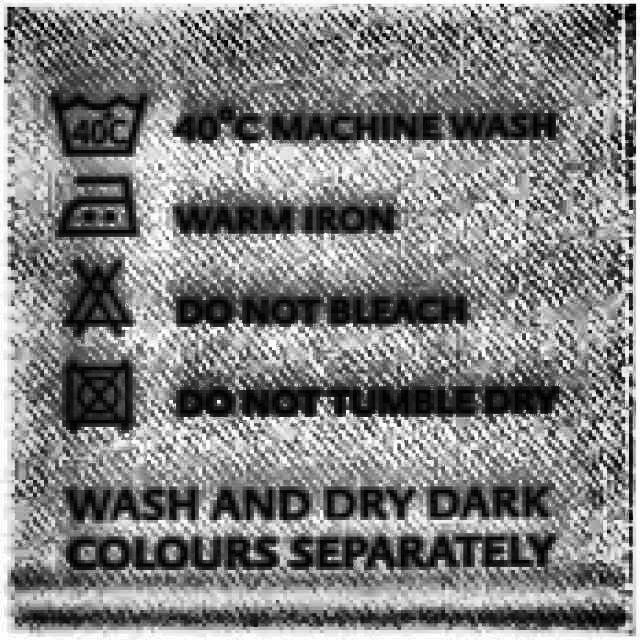 40C 40°C MACHINE WASH
WARM IRON
DO NOT BLEACH
DO NOT TUMBLE DRY
WASH AND DRY DARK
COLOURS SEPARATELY